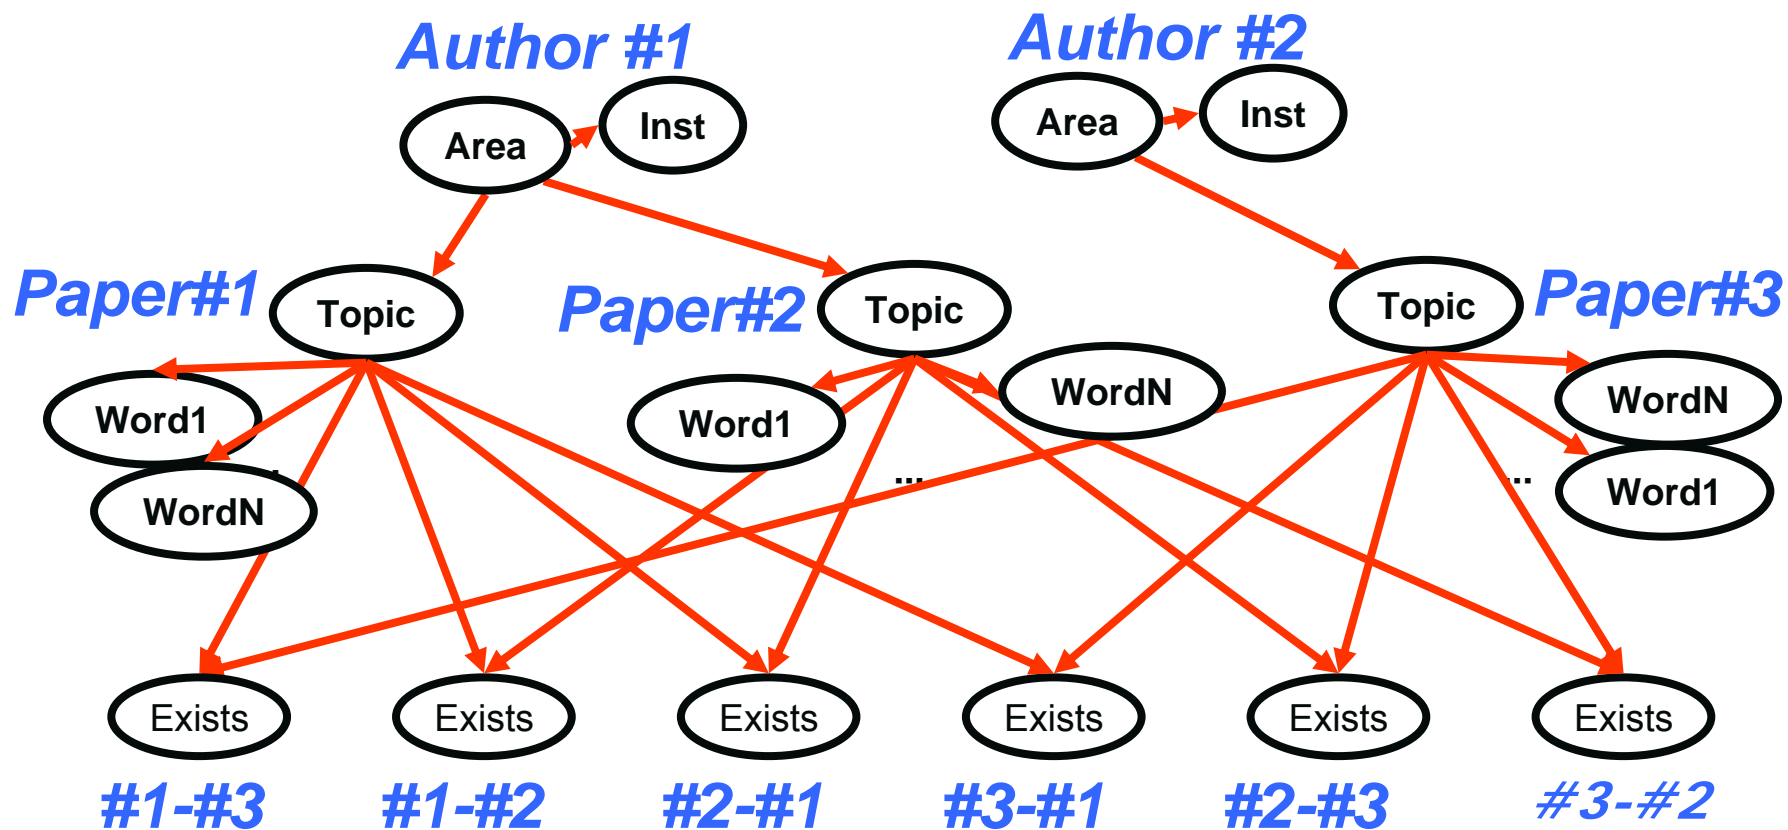 Author #1
Author #2
Area
Inst
Area
Inst
Paper#1
Topic
Paper#2
Topic
Topic
Paper#3
Word1
WordN
Word1
WordN
...
WordN
Word1
...
Exists
Exists
Exists
Exists
Exists
Exists
#1-#3
#1-#2
#2-#1
#3-#1
#2-#3
#3-#2